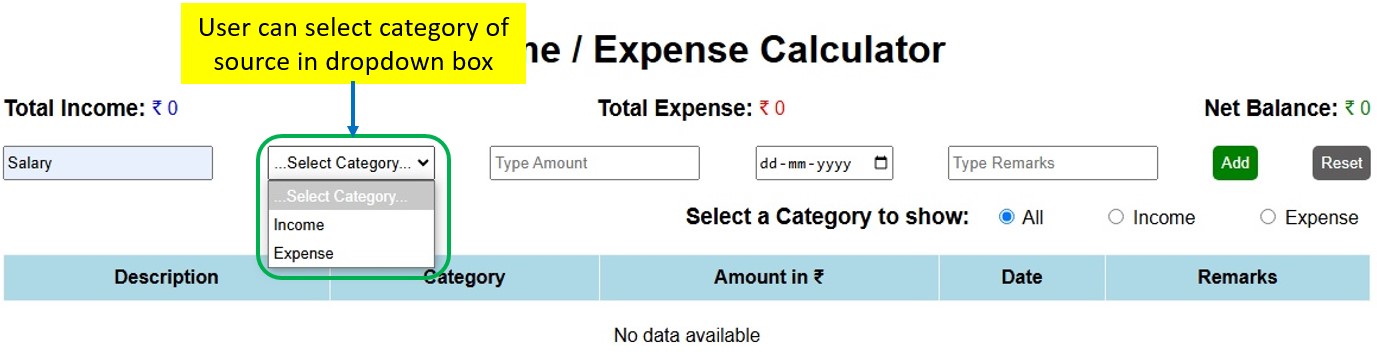 User can select category of
source in dropdown box
/ Expense Calculator
Total Income: ₹ 0
Total Expense: ₹ 0
Net Balance: ₹ 0
Salary
...Select Category...
Type Amount
dd-mm-yyyy
Type Remarks
Add
Reset
...Select Category...
Income
Expense
Select a Category to show:
All
Income
Expense
Description
Category
Amount in ₹
Date
Remarks
No data available